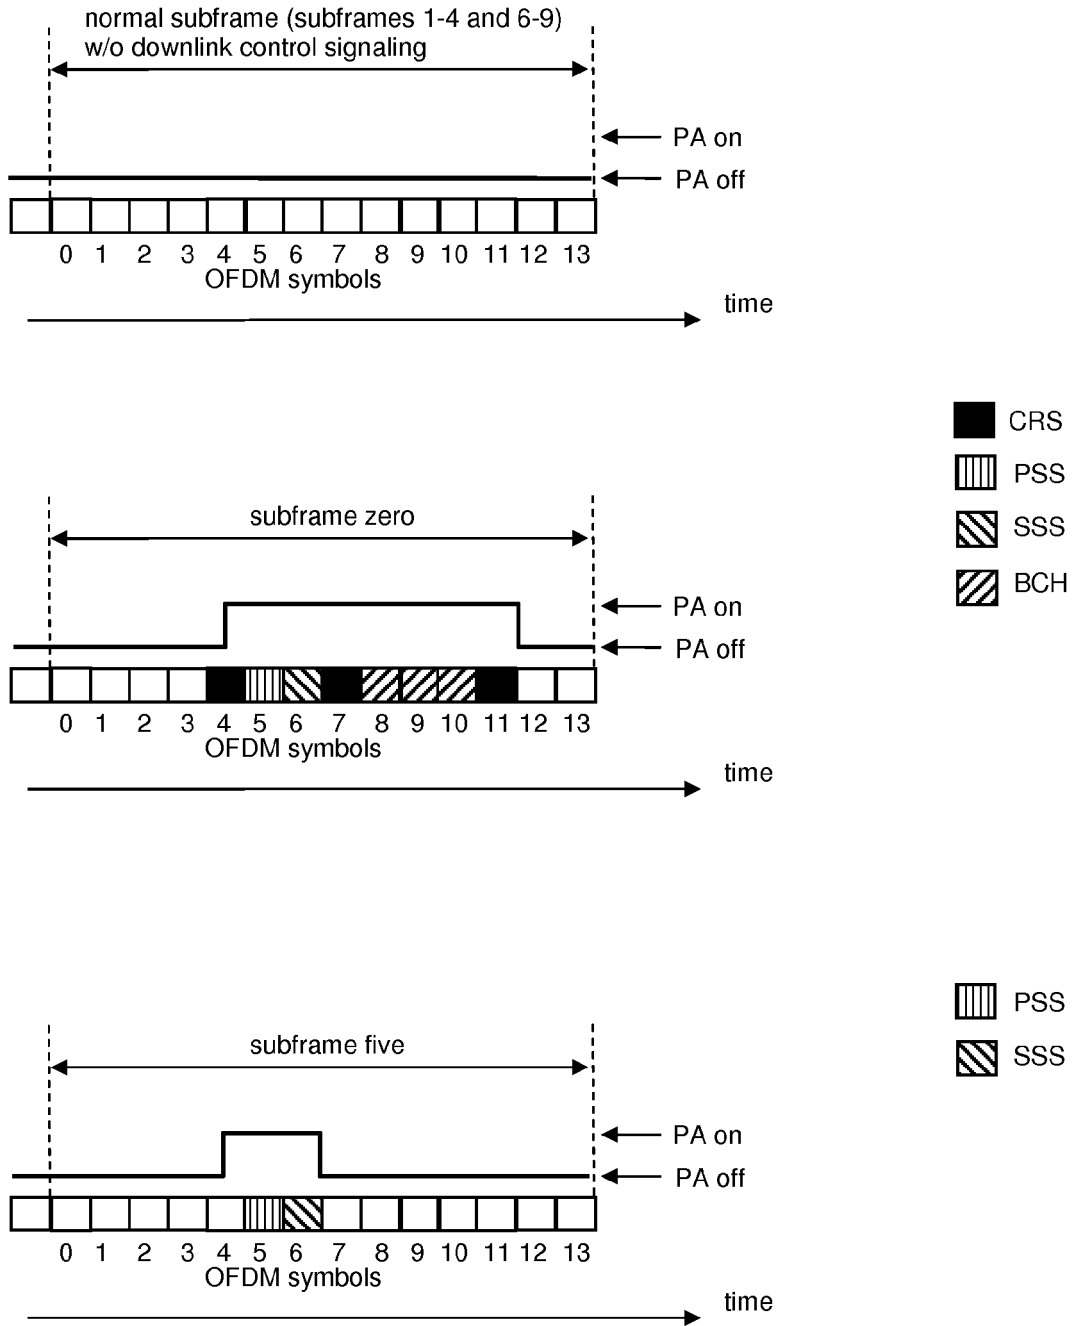 normal subframe (subframes 1-4 and 6-9)
w/o downlink control signaling
PA on
PA off
0 1 2 3 4 5 6 7 8 9 10 11 12 13
OFDM symbols
time
CRS
PSS
SSS
BCH
subframe zero
PA on
PA off
0 1 2 3 4 5 6 7 8 9 10 11 12 13
OFDM symbols
time
PSS
SSS
subframe five
PA on
PA off
0 1 2 3 4 5 6 7 8 9 10 11 12 13
OFDM symbols
time